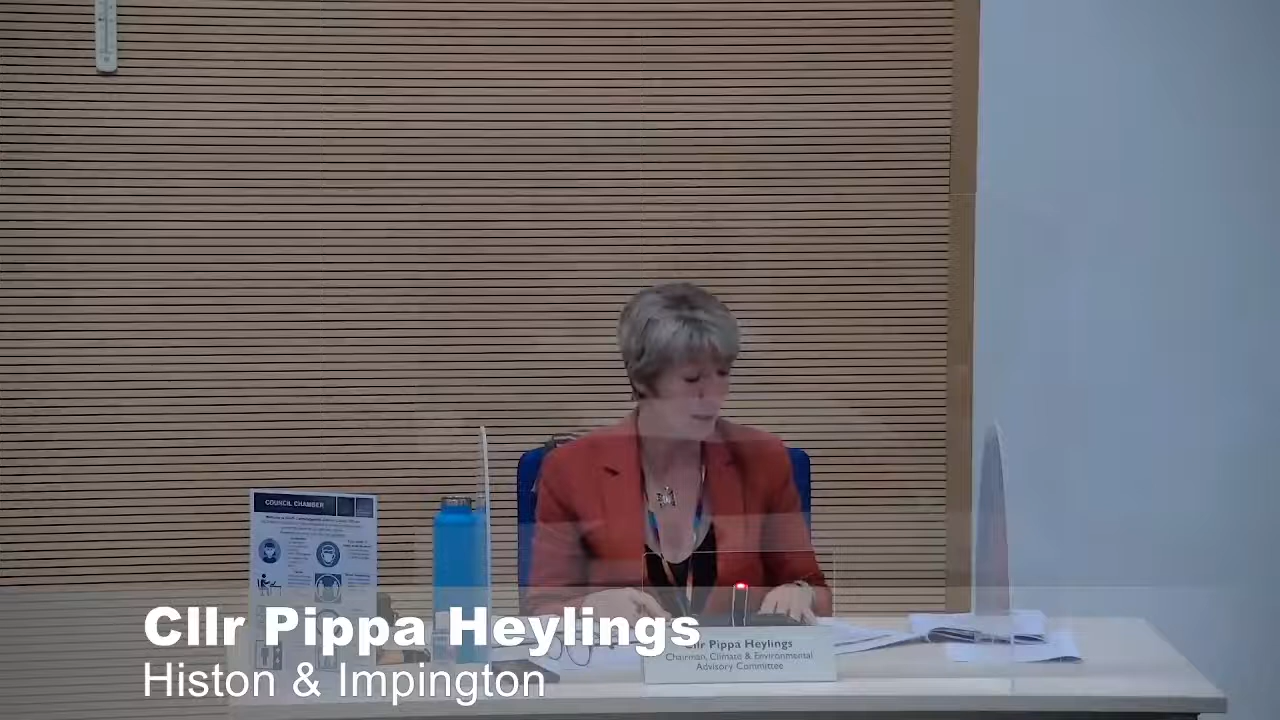 COUNCIL CHAMBER
Cllr Pippa Heylings
Histon & Impington
Cllr Pippa Heylings
Chairman, Climate & Environmental
Advisory Committee